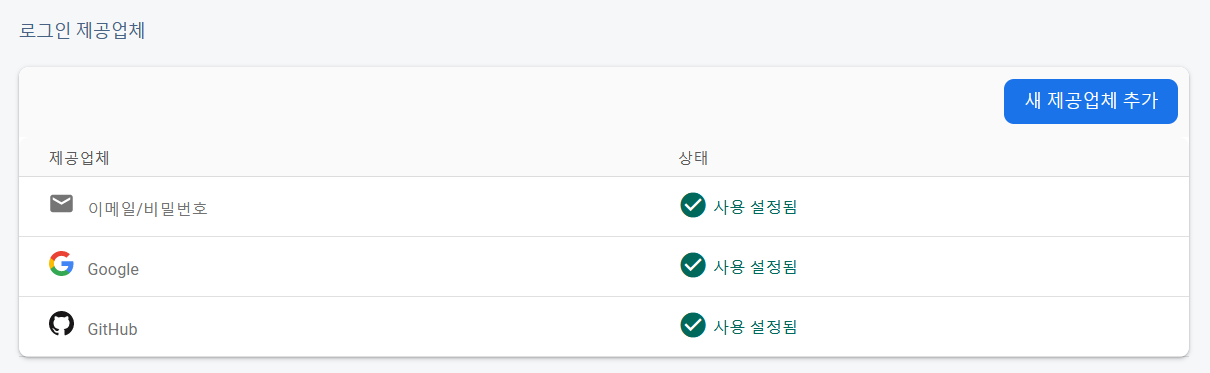 로그인 제공업체
새 제공업체 추가
제공업체 상태
이메일/비밀번호 사용 설정됨
Google 사용 설정됨
GitHub 사용 설정됨